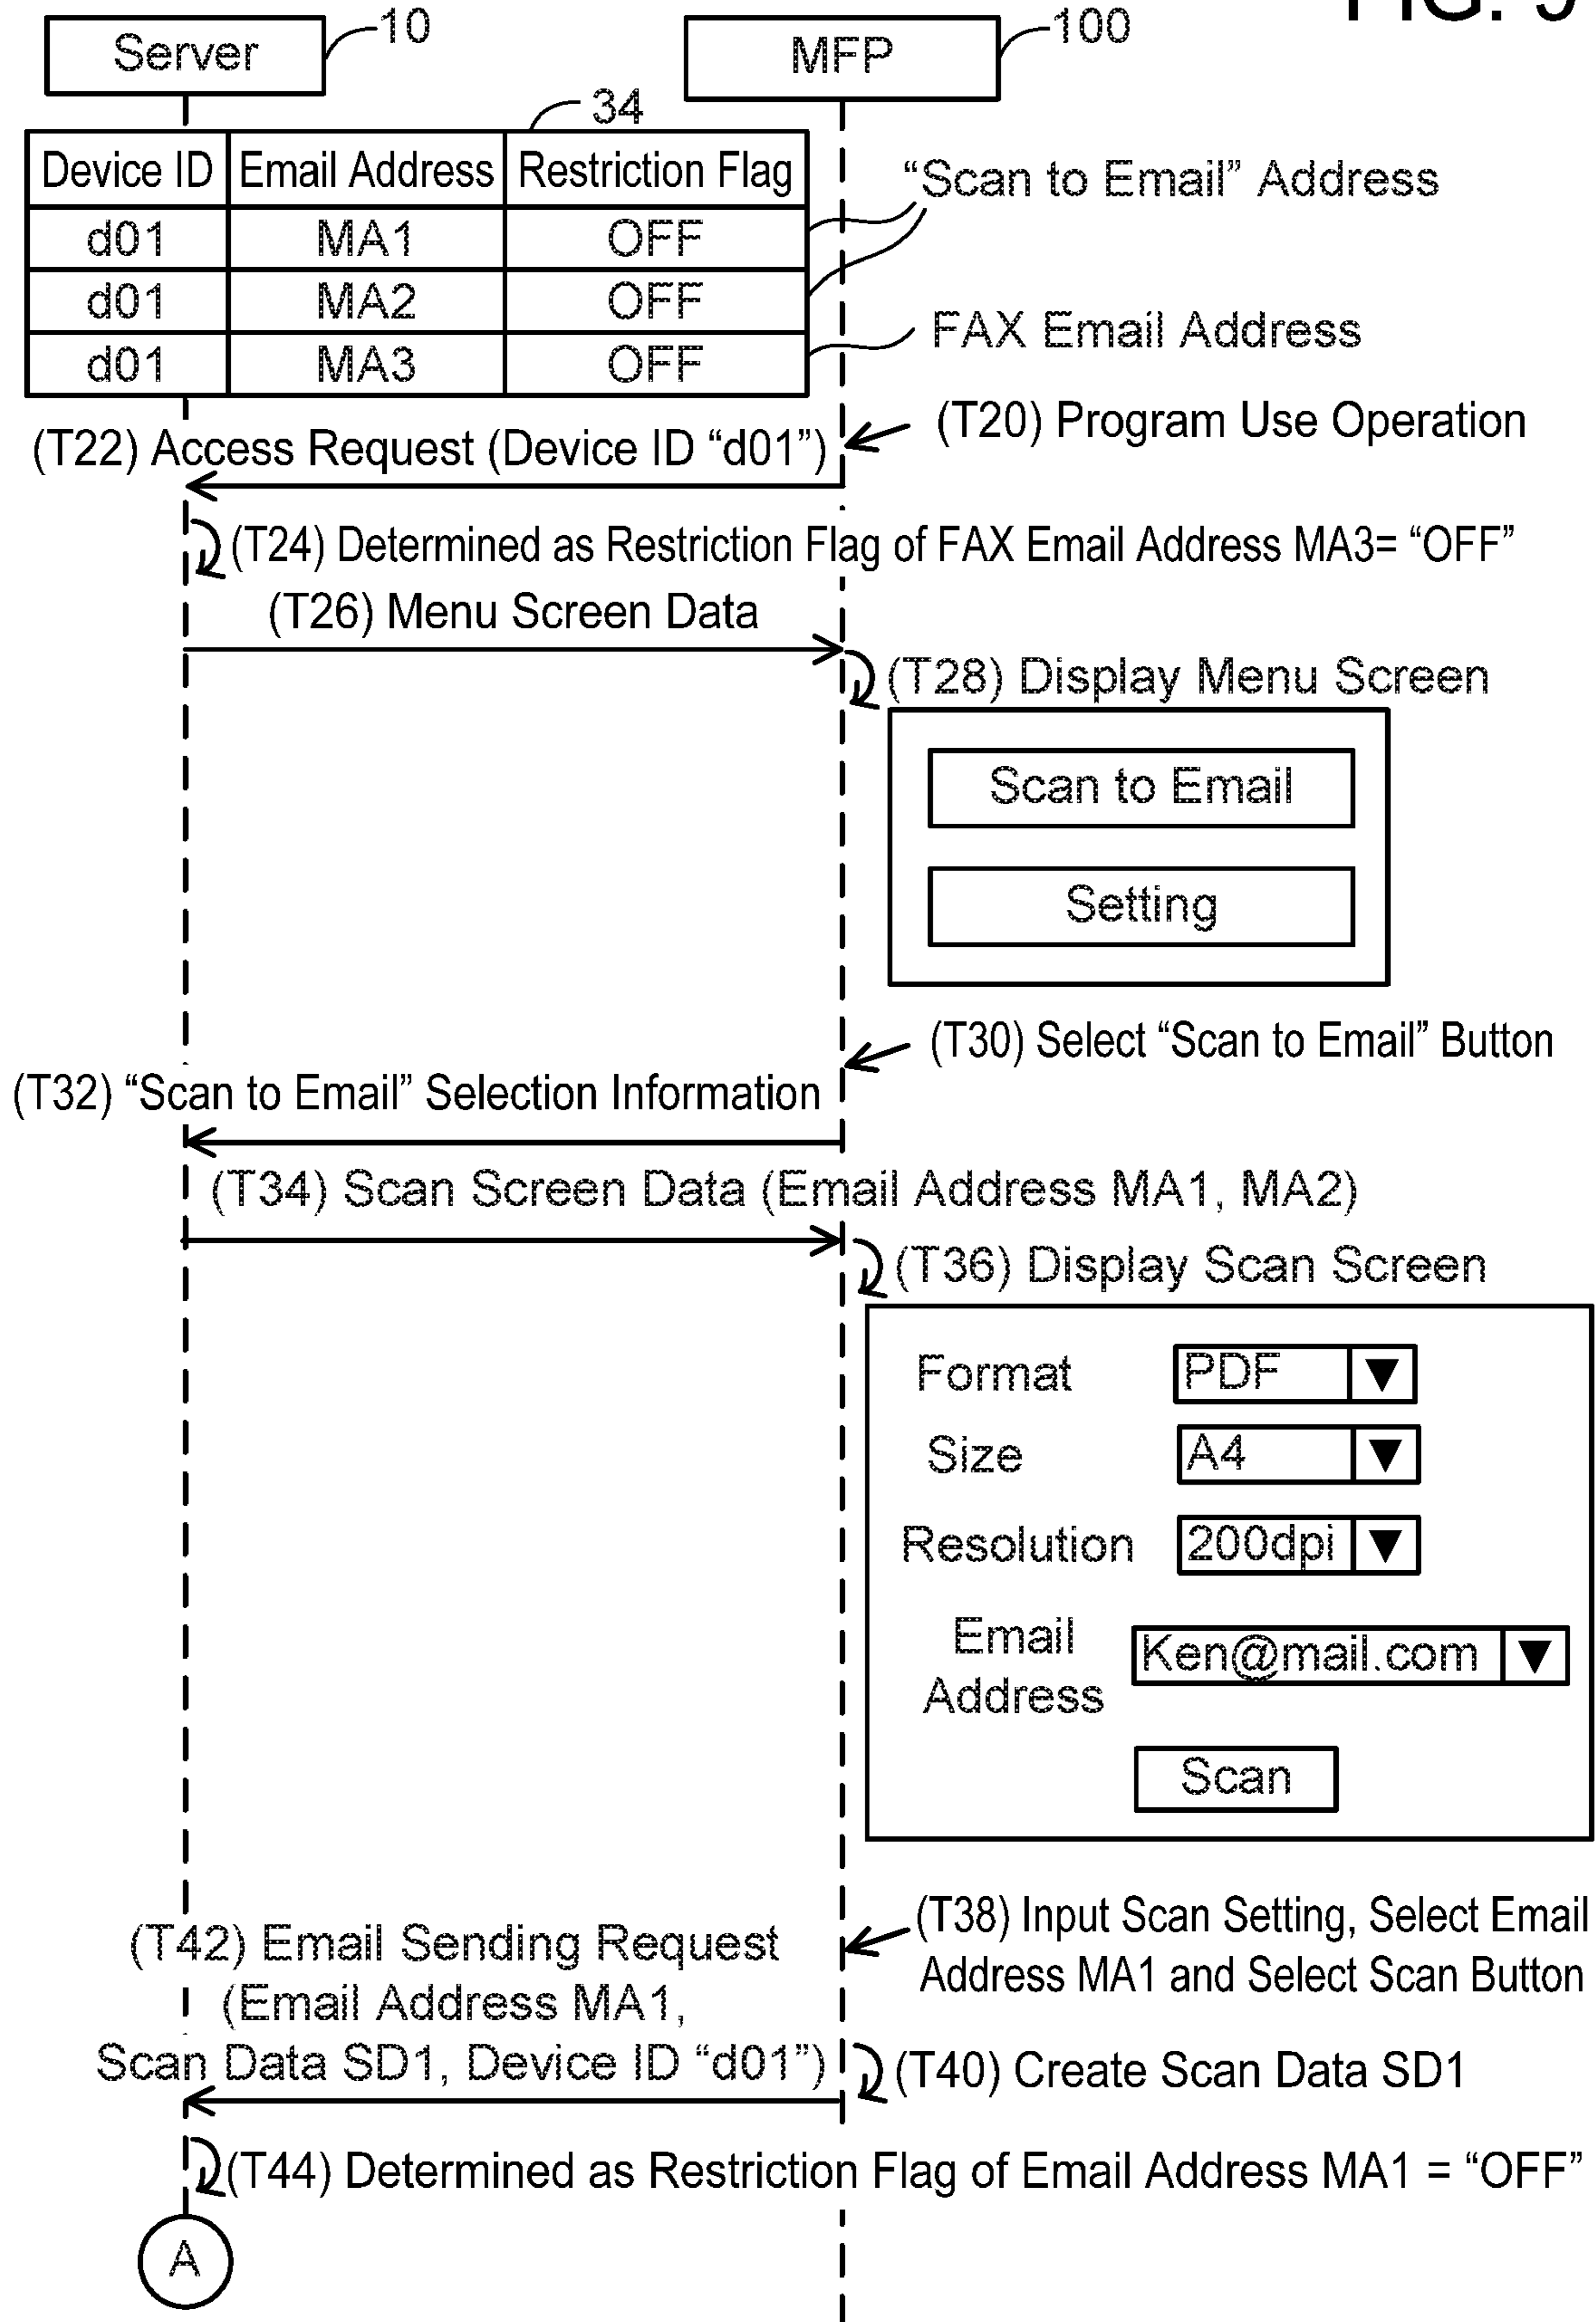 FIG. 9
Server
10
MFP
100
34
Device ID Email Address Restriction Flag
d01 MA1 OFF
d01 MA2 OFF
d01 MA3 OFF
“Scan to Email” Address
FAX Email Address
(T20) Program Use Operation
(T22) Access Request (Device ID “d01”)
(T24) Determined as Restriction Flag of FAX Email Address MA3= “OFF”
(T26) Menu Screen Data
(T28) Display Menu Screen
Scan to Email
Setting
(T30) Select “Scan to Email” Button
(T32) “Scan to Email” Selection Information
(T34) Scan Screen Data (Email Address MA1, MA2)
(T36) Display Scan Screen
Format PDF ▼
Size A4 ▼
Resolution 200dpi ▼
Email
Address
Ken@mail.com ▼
Scan
(T38) Input Scan Setting, Select Email
Address MA1 and Select Scan Button
(T40) Create Scan Data SD1
(T42) Email Sending Request
(Email Address MA1,
Scan Data SD1, Device ID “d01”)
(T44) Determined as Restriction Flag of Email Address MA1 = “OFF”
A